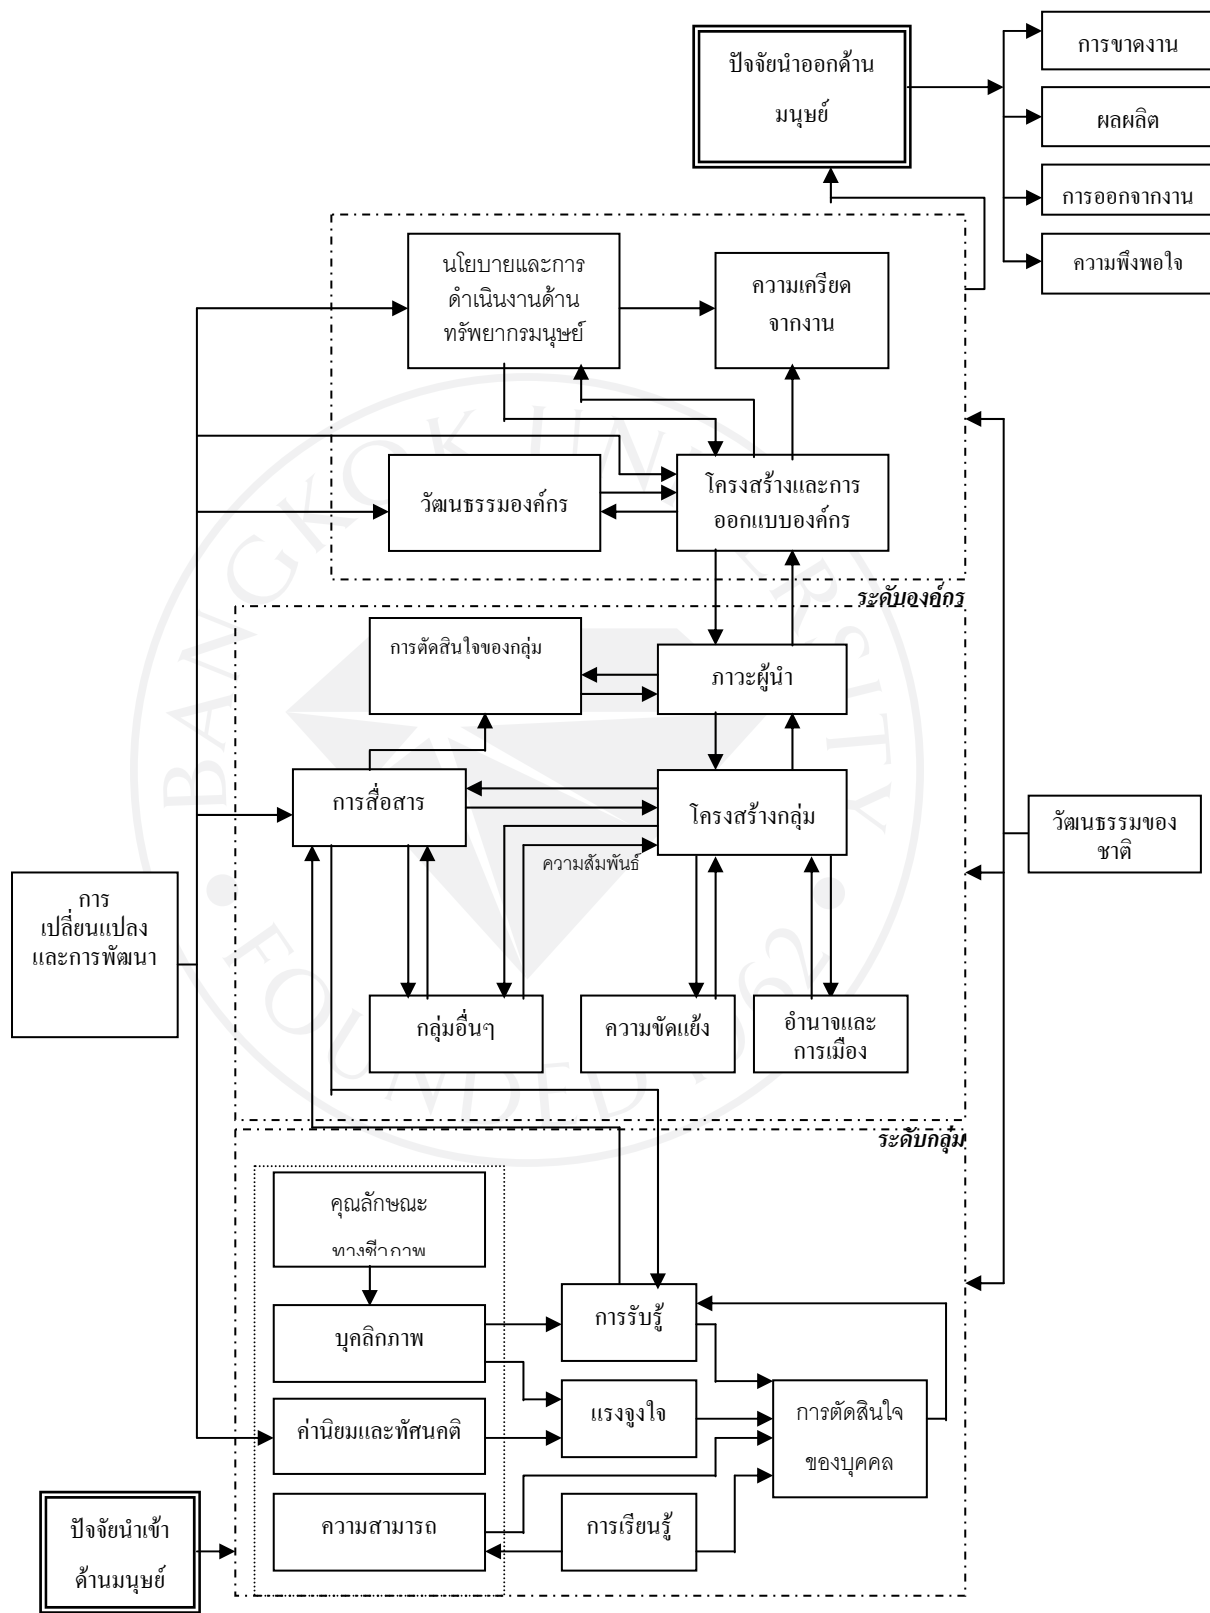 ปัจจัยนำออกด้าน
มนุษย์
การขาดงาน
ผลผลิต
การออกจากงาน
ความพึงพอใจ
นโยบายและการ
ดำเนินงานด้าน
ทรัพยากรมนุษย์
ความเครียด
จากงาน
วัฒนธรรมองค์กร
โครงสร้างและการ
ออกแบบองค์กร
ระดับองค์กร
การตัดสินใจของกลุ่ม
ภาวะผู้นำ
การสื่อสาร
โครงสร้างกลุ่ม
ความสัมพันธ์
วัฒนธรรมของ
ชาติ
การ
เปลี่ยนแปลง
และการพัฒนา
กลุ่มอื่นๆ
ความขัดแย้ง
อำนาจและ
การเมือง
ระดับกลุ่ม
คุณลักษณะ
ทางชีวภาพ
บุคลิกภาพ
การรับรู้
ค่านิยมและทัศนคติ
แรงจูงใจ
การตัดสินใจ
ของบุคคล
ความสามารถ
การเรียนรู้
ปัจจัยนำเข้า
ด้านมนุษย์
BANGKOK UNIVERSITY
FOUNDED 1962